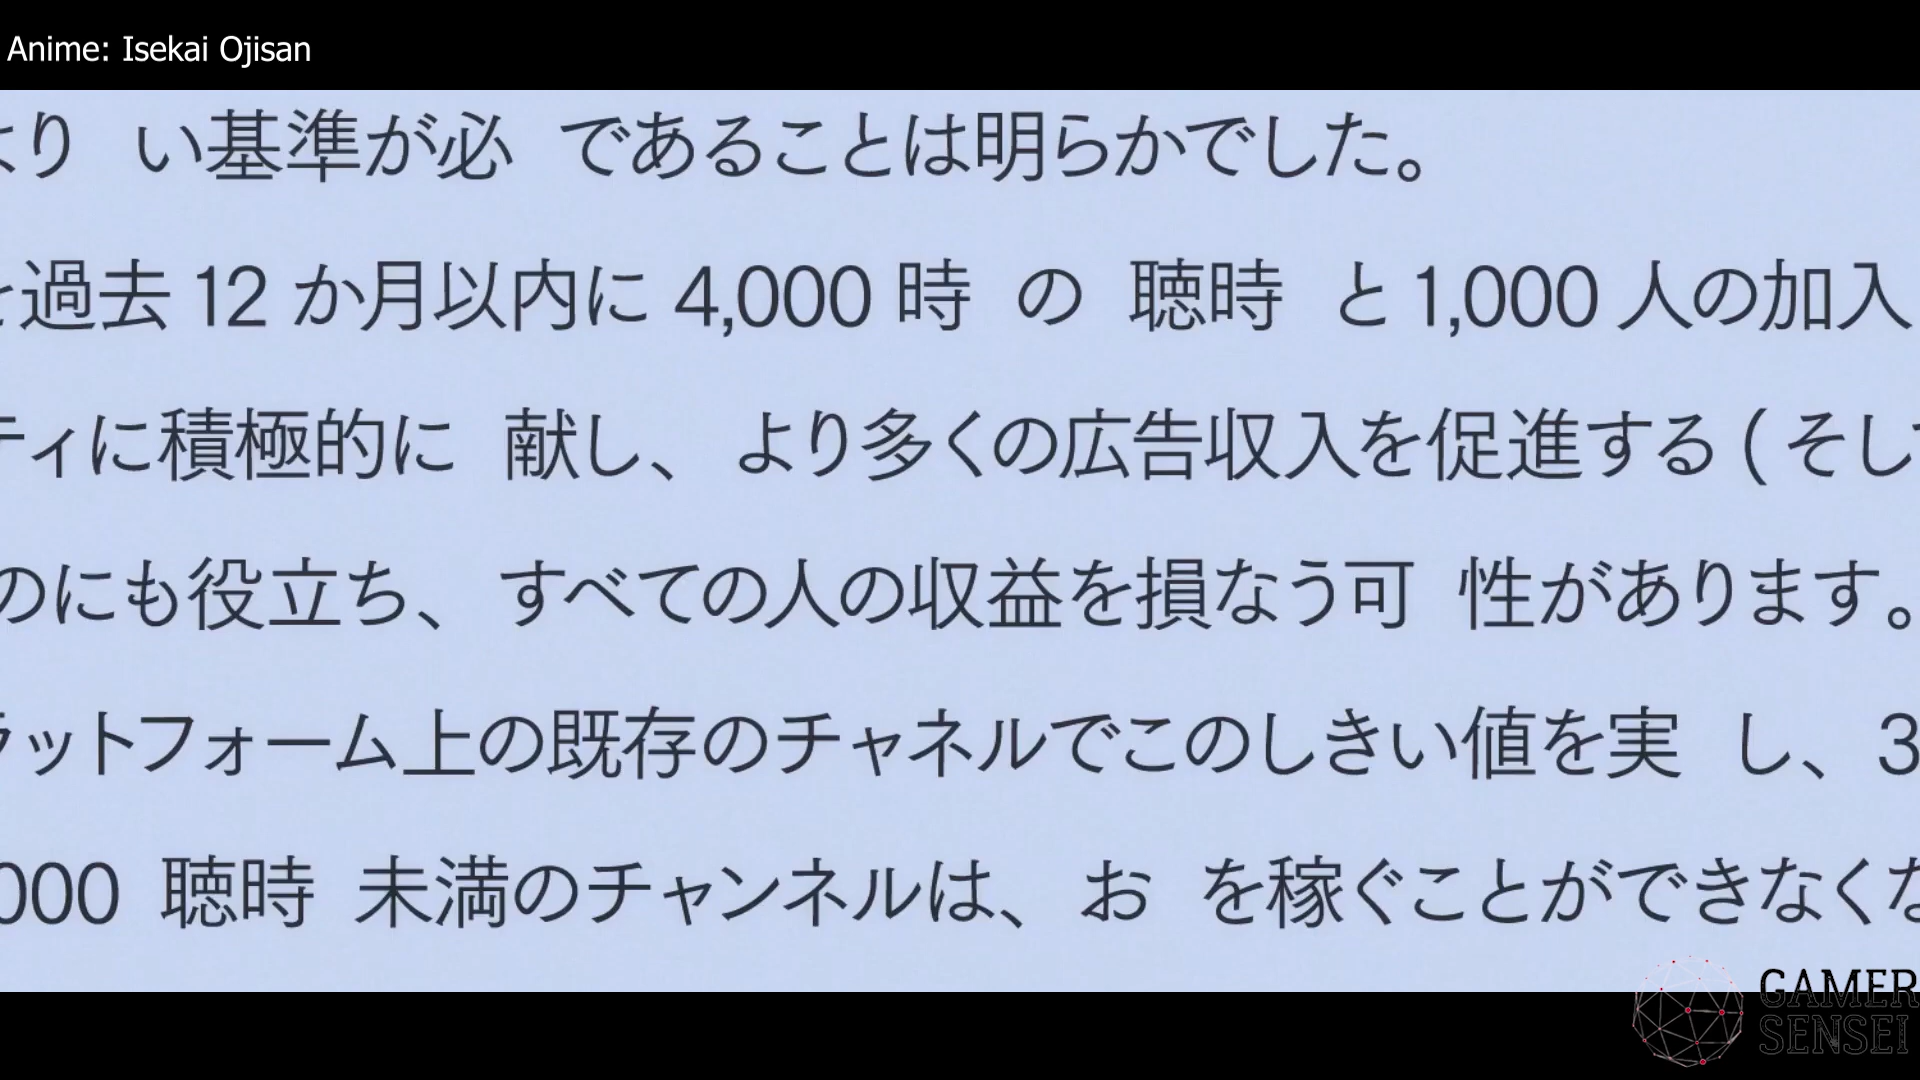 Anime: Isekai Ojisan
より い基準が必 であることは明らかでした。
を過去 12 か月以内に 4,000 時 の 聴時 と 1,000 人の加入
ティに積極的に 献し、より多くの広告収入を促進する ( そして
のにも役立ち、すべての人の収益を損なう可 性があります。
ラットフォーム上の既存のチャネルでこのしきい値を実 し、3
000 聴時 未満のチャンネルは、お を稼ぐことができなくな
GAMER
SENSEI